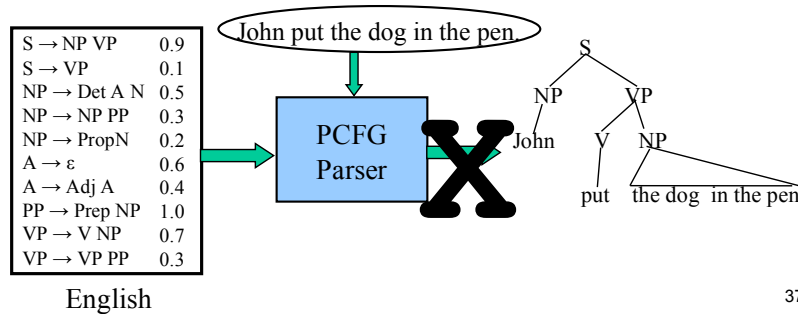 John put the dog in the pen.
S → NP VP 0.9
S → VP 0.1
NP → Det A N 0.5
NP → NP PP 0.3
NP → PropN 0.2
A → ε 0.6
A → Adj A 0.4
PP → Prep NP 1.0
VP → V NP 0.7
VP → VP PP 0.3
English
PCFG
Parser
X
S
NP VP
John V NP
put the dog in the pen
37